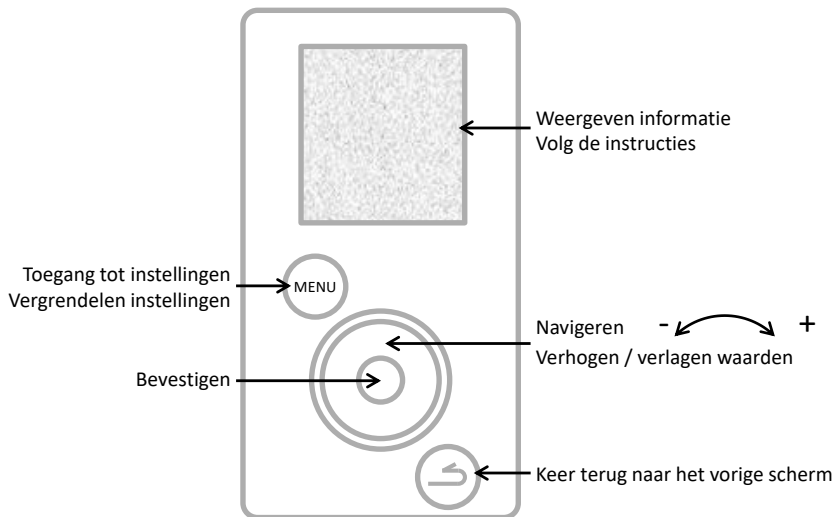 Weergeven informatie
Volg de instructies
Toegang tot instellingen
Vergrendelen instellingen
MENU
Navigeren - +
Verhogen / verlagen waarden
Bevestigen
Keer terug naar het vorige scherm